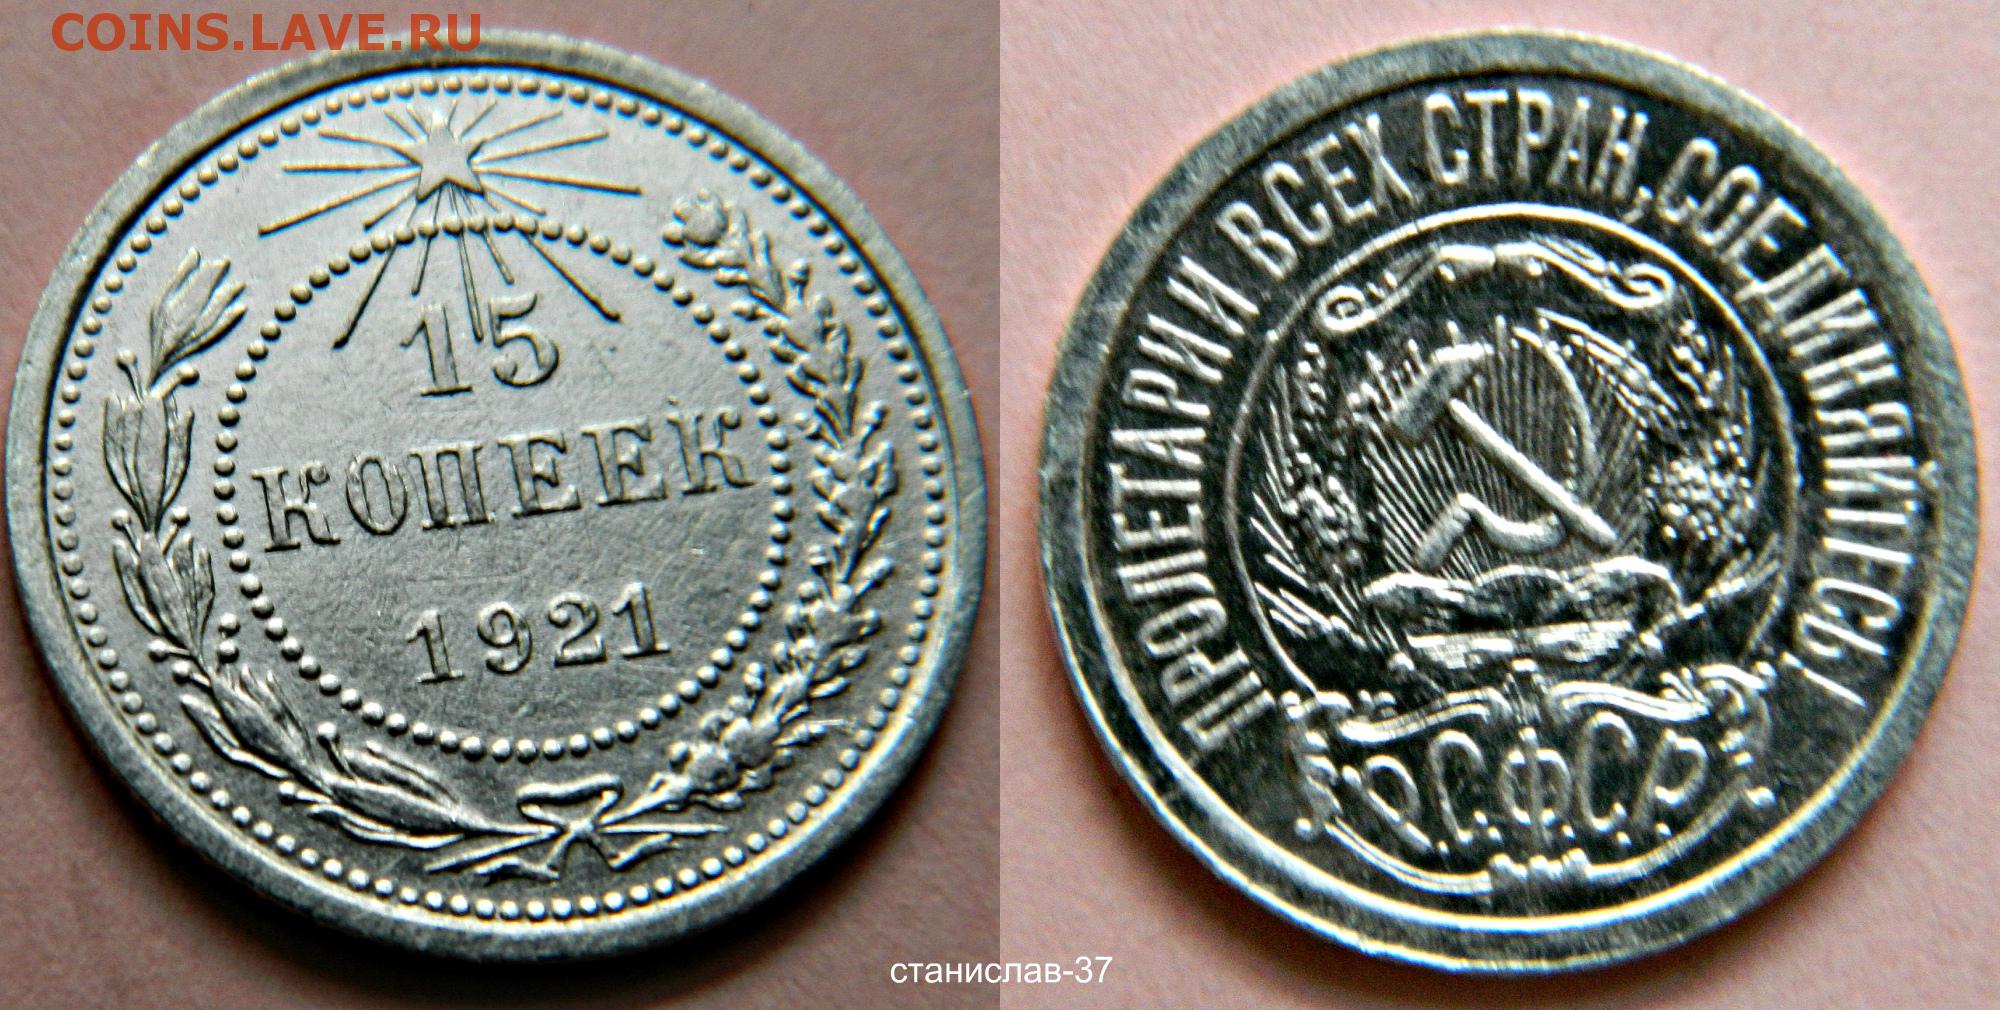 COINS.LAVE.RU
15
КОПЕЕК
1921
ПРОЛЕТАРИИ ВСЕХ СТРАН, СОЕДИНЯЙТЕСЬ!
Р.С.Ф.С.Р.
станислав-37